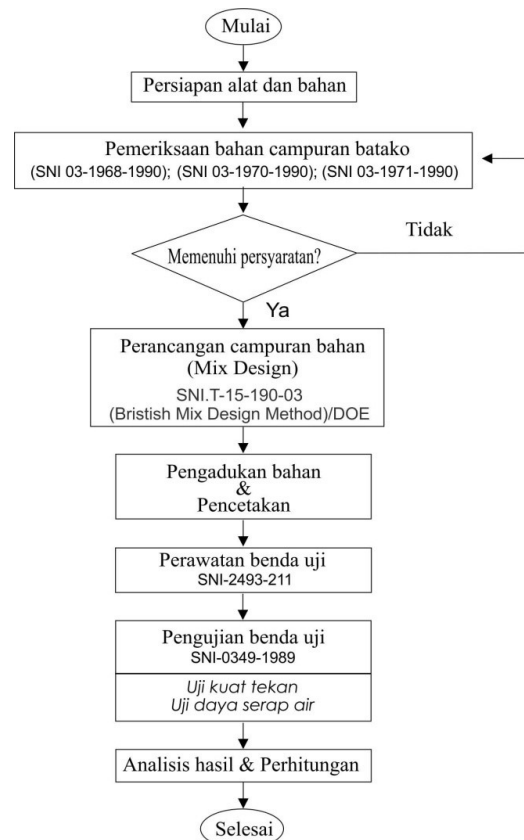 Mulai
Persiapan alat dan bahan
Pemeriksaan bahan campuran batako
(SNI 03-1968-1990); (SNI 03-1970-1990); (SNI 03-1971-1990)
Memenuhi persyaratan?
Tidak
Ya
Perancangan campuran bahan
(Mix Design)
SNI.T-15-190-03
(Bristish Mix Design Method)/DOE
Pengadukan bahan
&
Pencetakan
Perawatan benda uji
SNI-2493-211
Pengujian benda uji
SNI-0349-1989
Uji kuat tekan
Uji daya serap air
Analisis hasil & Perhitungan
Selesai